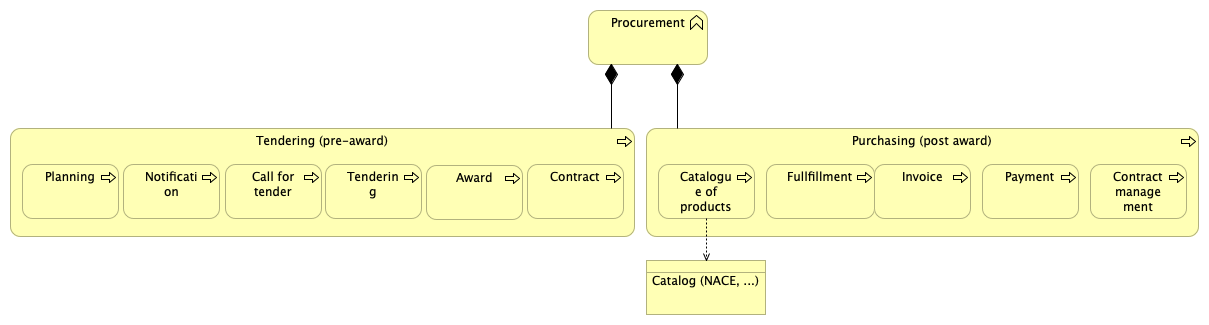 Procurement
Tendering (pre-award)
Purchasing (post award)
Planning
Notificati
on
Call for
tender
Tenderin
g
Award
Contract
Catalogu
e of
products
Fullfillment
Invoice
Payment
Contract
manage
ment
Catalog (NACE, ...)